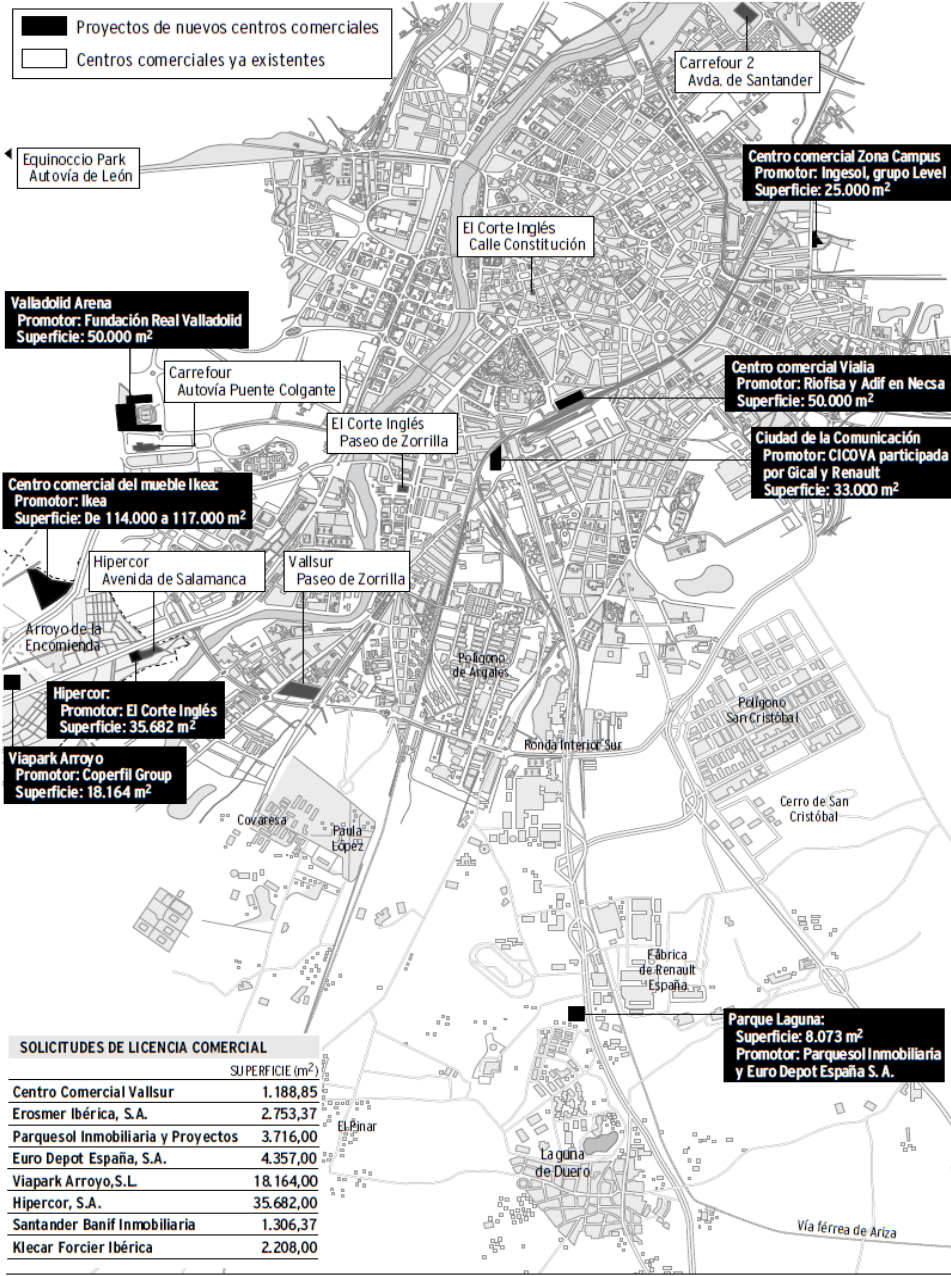 Proyectos de nuevos centros comerciales
Centros comerciales ya existentes
Carrefour 2
Avda. de Santander
Equinoccio Park
Autovía de León
Centro comercial Zona Campus
Promotor: Ingesol, grupo Level
Superficie: 25.000 m²
El Corte Inglés
Calle Constitución
Valladolid Arena
Promotor: Fundación Real Valladolid
Superficie: 50.000 m²
Carrefour
Autovía Puente Colgante
Centro comercial Vialia
Promotor: Riofisa y Adif en Necsa
Superficie: 50.000 m²
El Corte Inglés
Paseo de Zorrilla
Ciudad de la Comunicación
Promotor: CICOVA participada
por Gical y Renault
Superficie: 33.000 m²
Centro comercial del mueble Ikea:
Promotor: Ikea
Superficie: De 114.000 a 117.000 m²
Hipercor
Avenida de Salamanca
Vallsur
Paseo de Zorrilla
Arroyo de la
Encomienda
Polígono
de Argales
Hipercor:
Promotor: El Corte Inglés
Superficie: 35.682 m²
Polígono
San Cristóbal
Ronda Interior Sur
Viapark Arroyo
Promotor: Coperfil Group
Superficie: 18.164 m²
Covaresa
Paula
López
Cerro de San
Cristóbal
Fábrica
de Renault
España
Parque Laguna:
Superficie: 8.073 m²
Promotor: Parquesol Inmobiliaria
y Euro Depot España S. A.
SOLICITUDES DE LICENCIA COMERCIAL
SUPERFICIE (m²)
Centro Comercial Vallsur 1.188,85
Erosmer Ibérica, S.A. 2.753,37
Parquesol Inmobiliaria y Proyectos 3.716,00
Euro Depot España, S.A. 4.357,00
Viapark Arroyo,S.L. 18.164,00
Hipercor, S.A. 35.682,00
Santander Banif Inmobiliaria 1.306,37
Klecar Forcier Ibérica 2.208,00
El Pinar
Laguna
de Duero
Vía férrea de Ariza